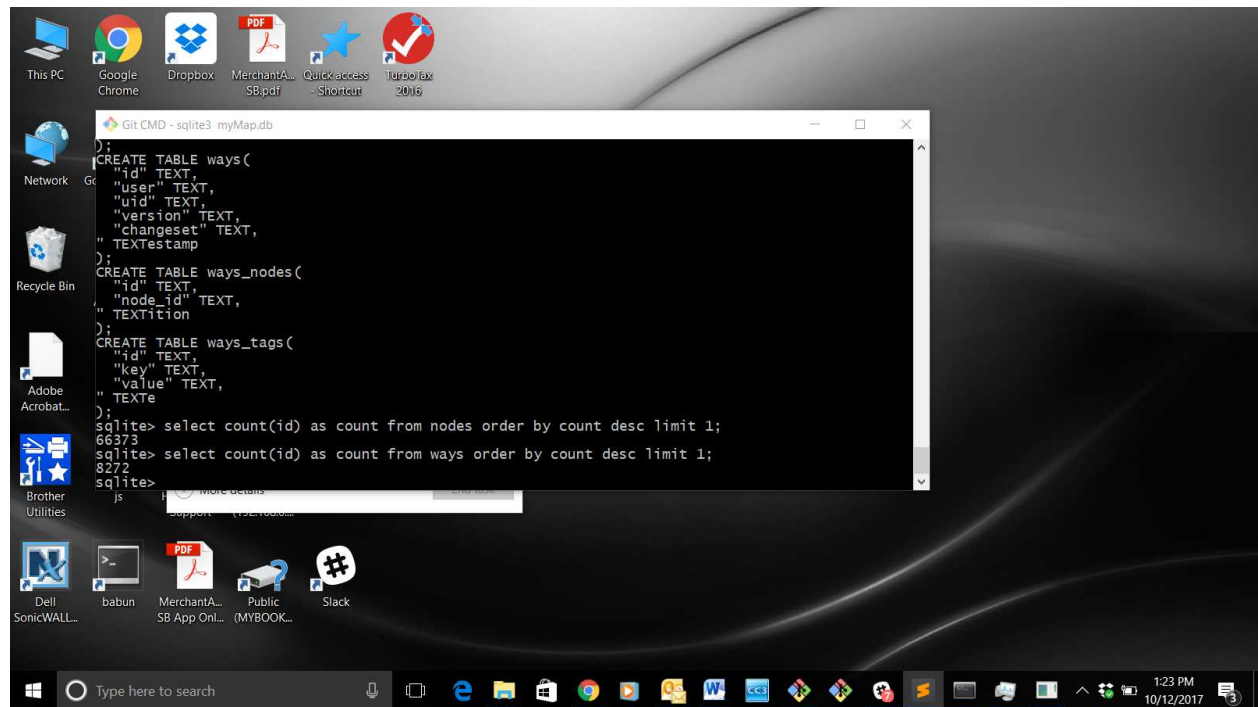 This PC
Google
Chrome
Dropbox
PDF
MerchantA...
SB.pdf
Quick access
- Shortcut
TurboTax
2016
Git CMD - sqlite3 myMap.db
);
CREATE TABLE ways(
"id" TEXT,
"user" TEXT,
"uid" TEXT,
"version" TEXT,
"changeset" TEXT,
" TEXTestamp
);
CREATE TABLE ways_nodes(
"id" TEXT,
"node_id" TEXT,
" TEXTition
);
CREATE TABLE ways_tags(
"id" TEXT,
"key" TEXT,
"value" TEXT,
" TEXTe
);
sqlite> select count(id) as count from nodes order by count desc limit 1;
66373
sqlite> select count(id) as count from ways order by count desc limit 1;
8272
sqlite>
More details
Network
Recycle Bin
Adobe
Acrobat...
Brother
Utilities
js
Dell
SonicWALL...
babun
PDF
MerchantA...
SB App Onl...
Public
(MYBOOK...
Slack
Type here to search
CC3
7
1:23 PM
10/12/2017
3